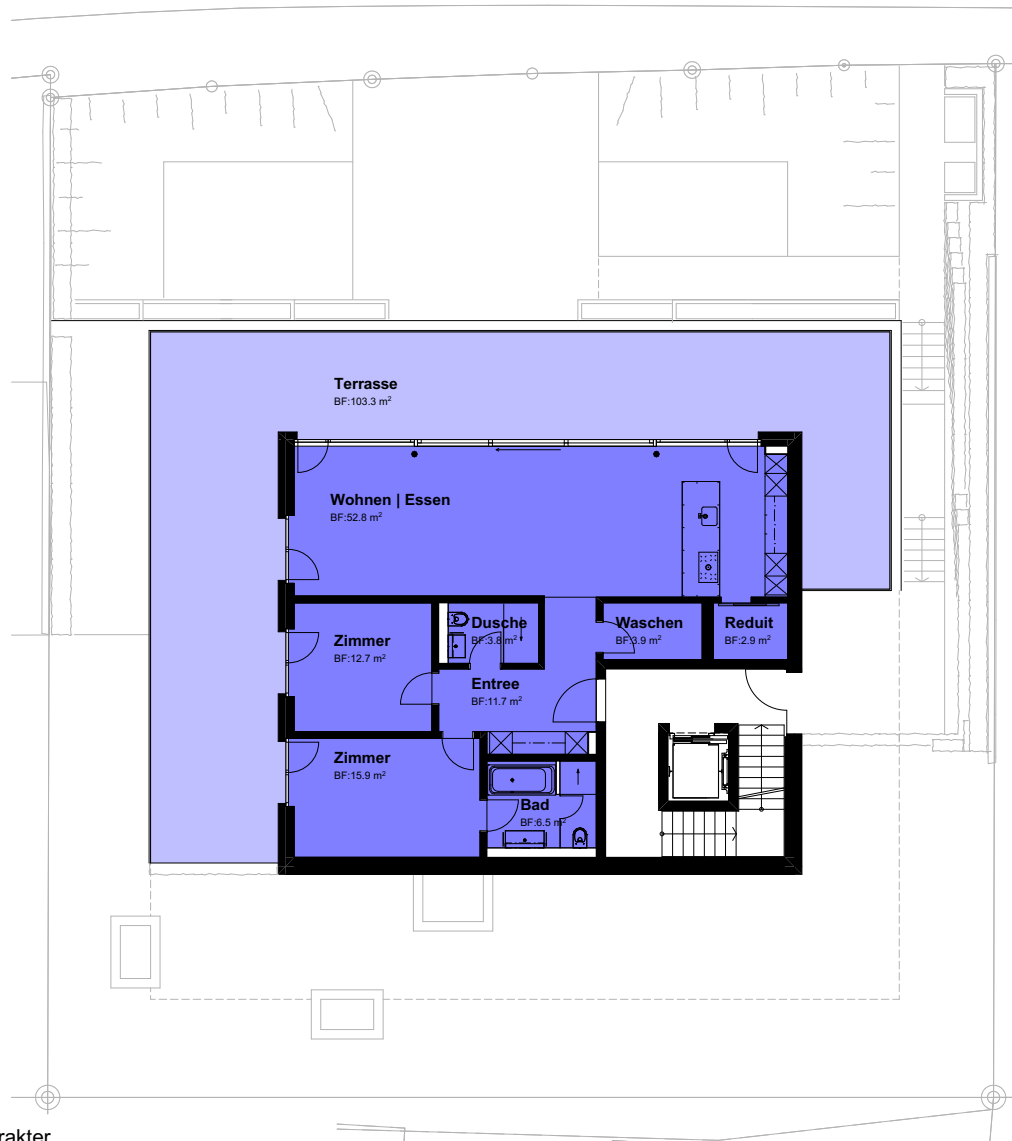 Terrasse
BF:103.3 m²
Wohnen | Essen
BF:52.8 m²
Zimmer
BF:12.7 m²
Dusche
BF:3.8 m²
Waschen
BF:3.9 m²
Reduit
BF:2.9 m²
Entree
BF:11.7 m²
Zimmer
BF:15.9 m²
Bad
BF:6.5 m²